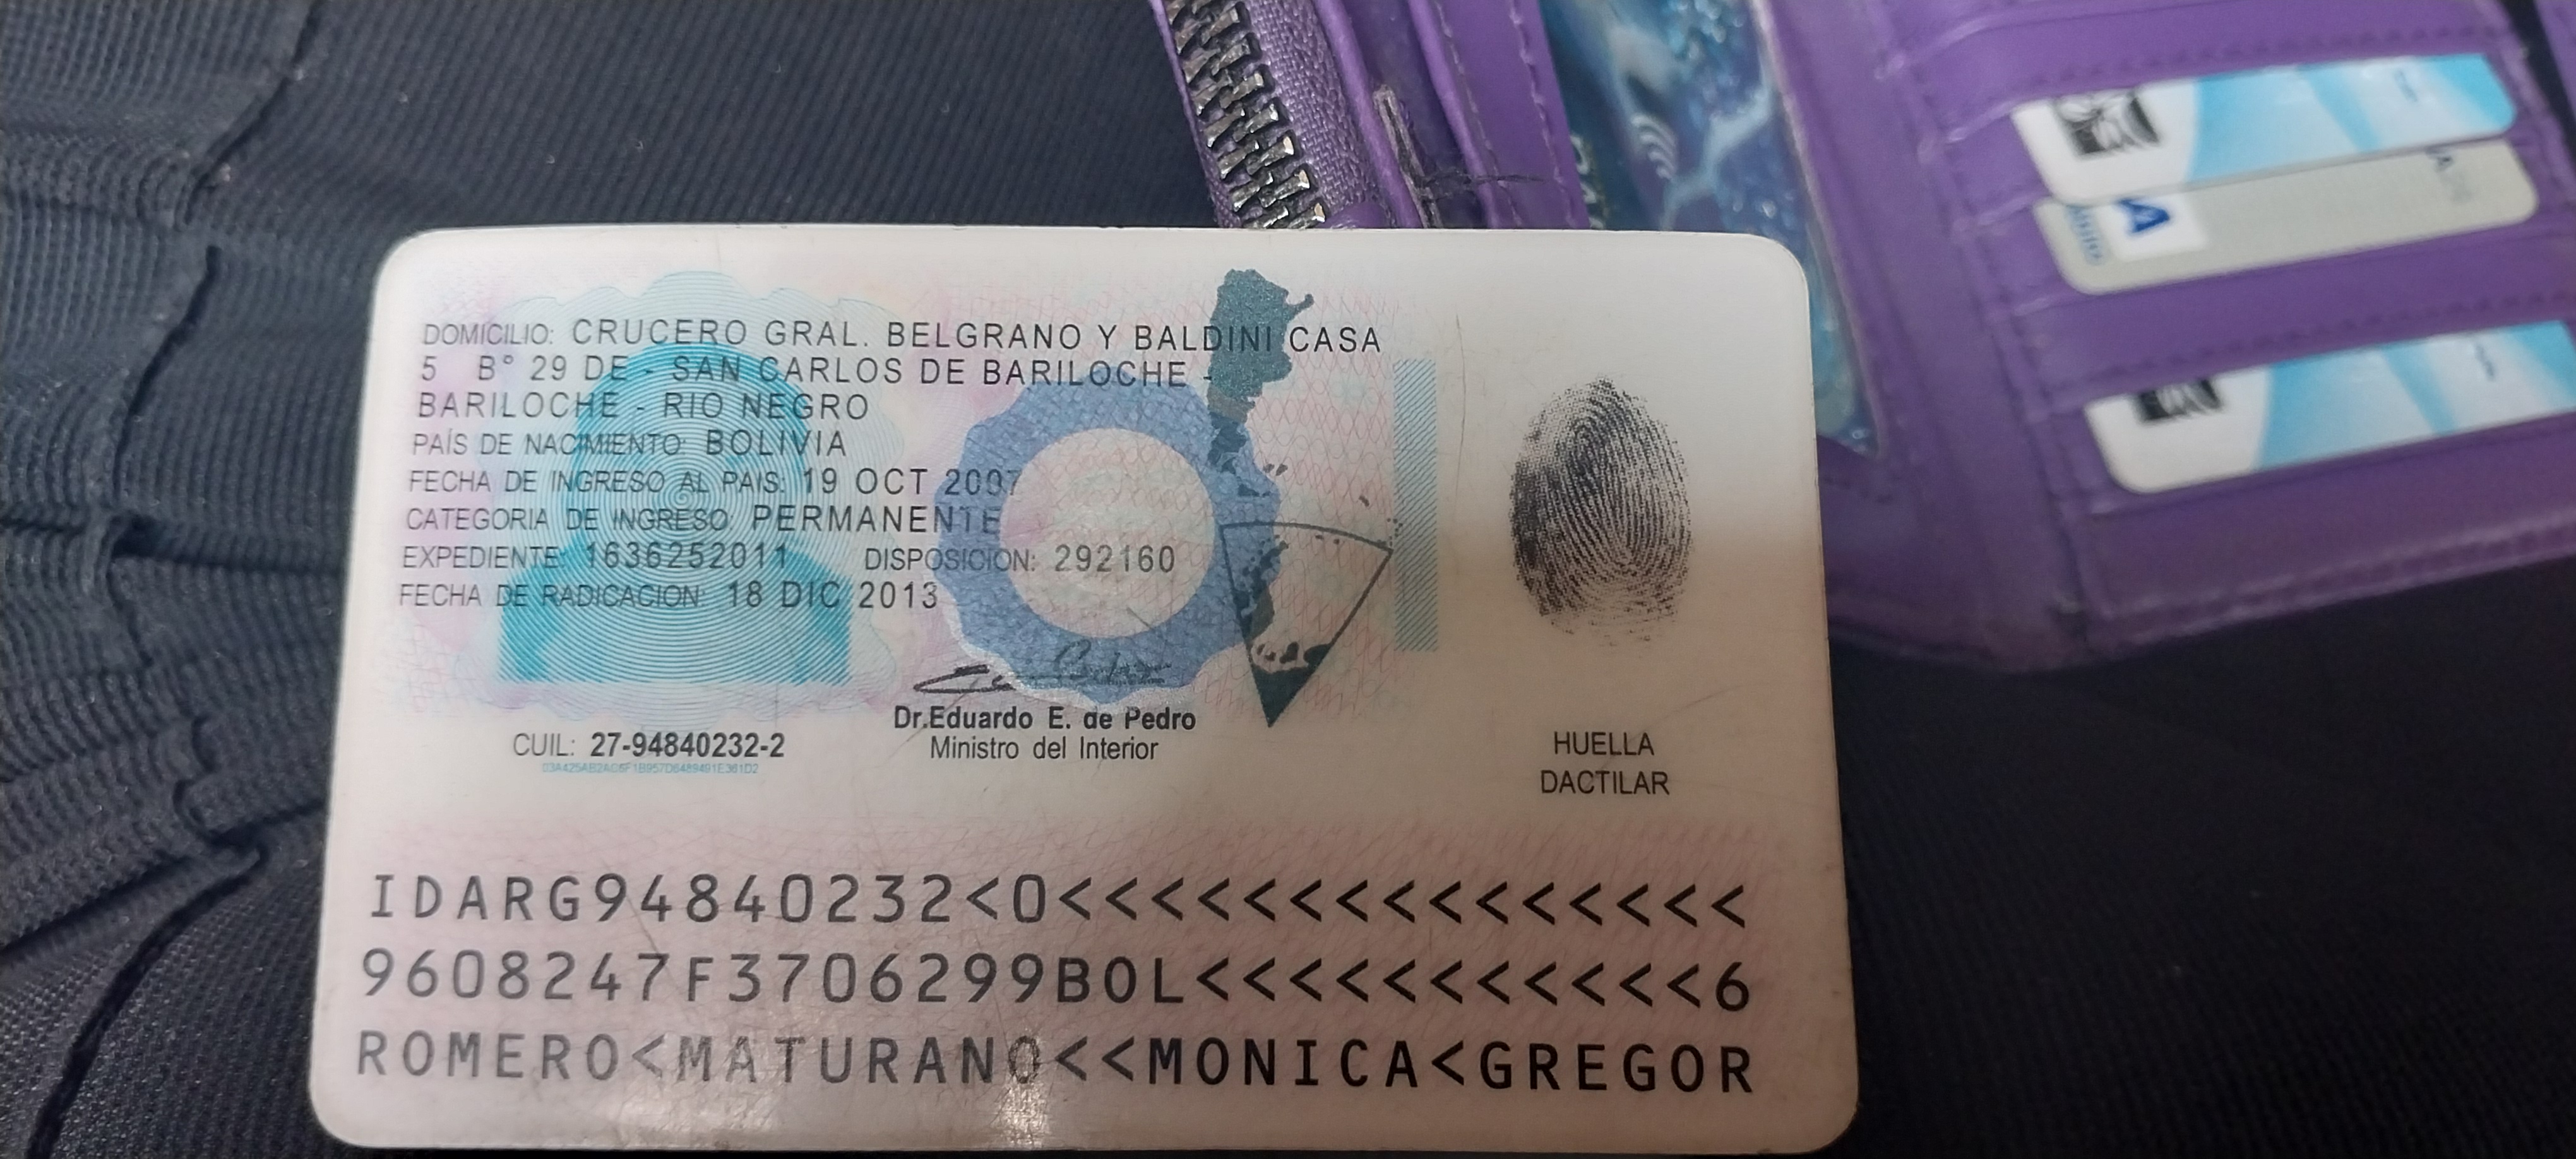 DOMICILIO: CRUCERO GRAL. BELGRANO Y BALDINI CASA
5 B° 29 DE - SAN CARLOS DE BARILOCHE -
BARILOCHE - RIO NEGRO
PAÍS DE NACIMIENTO: BOLIVIA
FECHA DE INGRESO AL PAIS: 19 OCT 2007
CATEGORIA DE INGRESO: PERMANENTE
EXPEDIENTE: 1636252011 DISPOSICION: 292160
FECHA DE RADICACION: 18 DIC 2013
Dr.Eduardo E. de Pedro
Ministro del Interior
CUIL: 27-94840232-2
HUELLA
DACTILAR
IDARG94840232<0<<<<<<<<<<<<<<<
9608247F3706299BOL<<<<<<<<<<<6
ROMERO<MATURANO<<MONICA<GREGOR